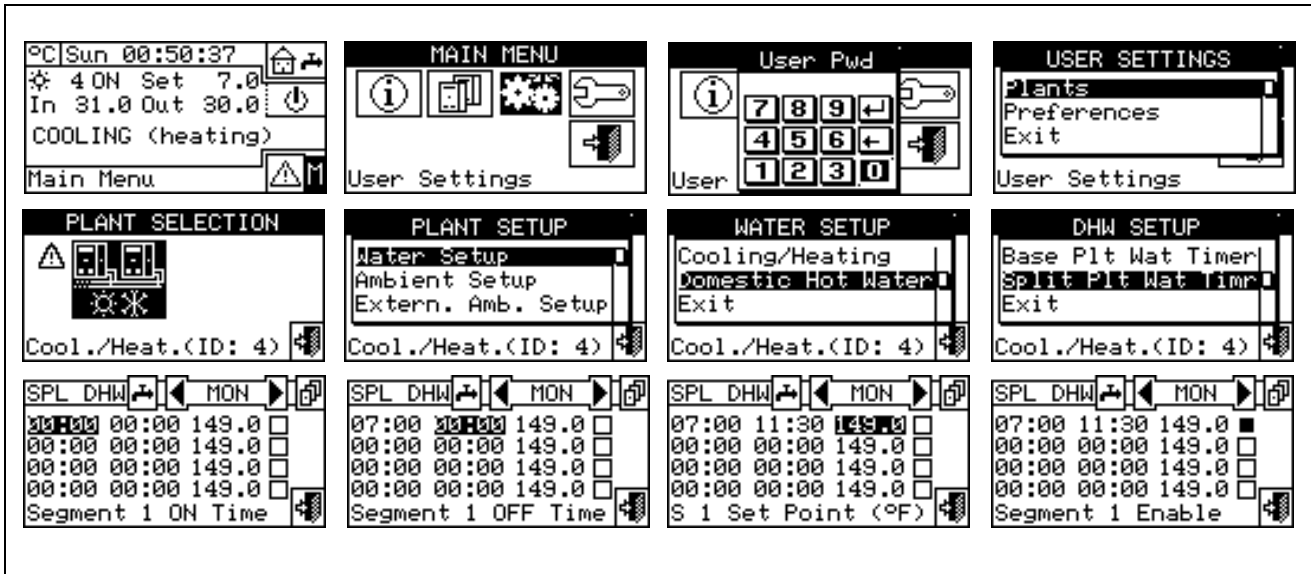 °C Sun 00:50:37
4 ON Set 7.0
In 31.0 Out 30.0
COOLING (heating)
Main Menu M
MAIN MENU
User Settings
User Pwd
7 8 9
4 5 6
1 2 3 0
User
USER SETTINGS
Plants
Preferences
Exit
User Settings
PLANT SELECTION
Cool./Heat.(ID: 4)
PLANT SETUP
Water Setup
Ambient Setup
Extern. Amb. Setup
Cool./Heat.(ID: 4)
WATER SETUP
Cooling/Heating
Domestic Hot Water
Exit
Cool./Heat.(ID: 4)
DHW SETUP
Base Plt Wat Timer
Split Plt Wat Timr
Exit
Cool./Heat.(ID: 4)
SPL DHW MON
00:00 00:00 149.0
00:00 00:00 149.0
00:00 00:00 149.0
00:00 00:00 149.0
Segment 1 ON Time
SPL DHW MON
07:00 00:00 149.0
00:00 00:00 149.0
00:00 00:00 149.0
00:00 00:00 149.0
Segment 1 OFF Time
SPL DHW MON
07:00 11:30 149.0
00:00 00:00 149.0
00:00 00:00 149.0
00:00 00:00 149.0
S 1 Set Point (°F)
SPL DHW MON
07:00 11:30 149.0
00:00 00:00 149.0
00:00 00:00 149.0
00:00 00:00 149.0
Segment 1 Enable